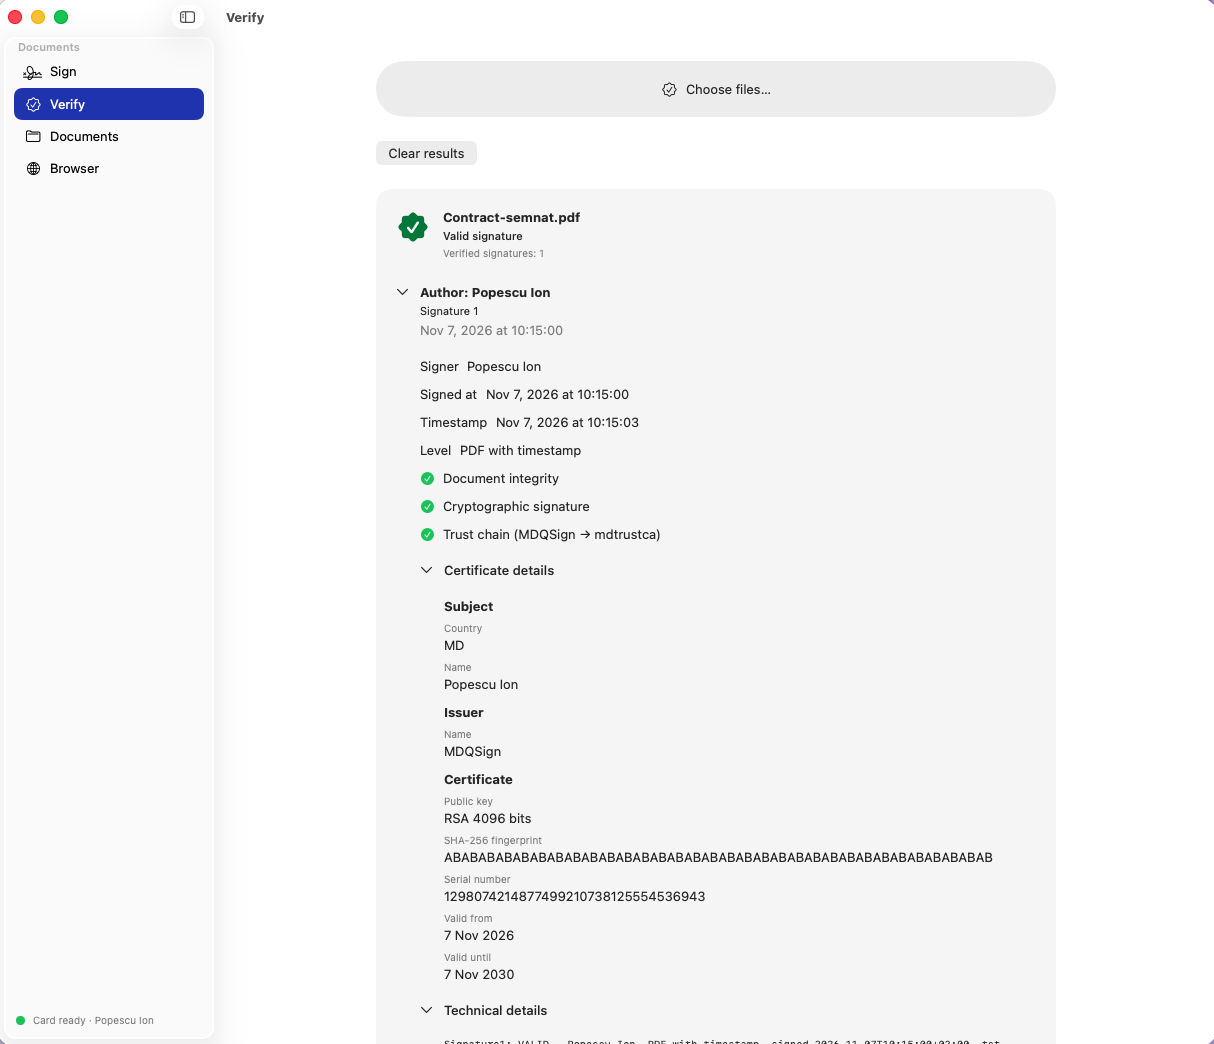 Verify
Documents
Sign
Verify
Documents
Browser
Choose files...
Clear results
Contract-semnat.pdf
Valid signature
Verified signatures: 1
Author: Popescu Ion
Signature 1
Nov 7, 2026 at 10:15:00
Signer Popescu Ion
Signed at Nov 7, 2026 at 10:15:00
Timestamp Nov 7, 2026 at 10:15:03
Level PDF with timestamp
Document integrity
Cryptographic signature
Trust chain (MDQSign → mdtrustca)
Certificate details
Subject
Country
MD
Name
Popescu Ion
Issuer
Name
MDQSign
Certificate
Public key
RSA 4096 bits
SHA-256 fingerprint
ABABABABABABABABABABABABABABABABABABABABABABABABABABABABABABABAB
Serial number
129807421487749921073812555453694​3
Valid from
7 Nov 2026
Valid until
7 Nov 2030
Technical details
Card ready · Popescu Ion